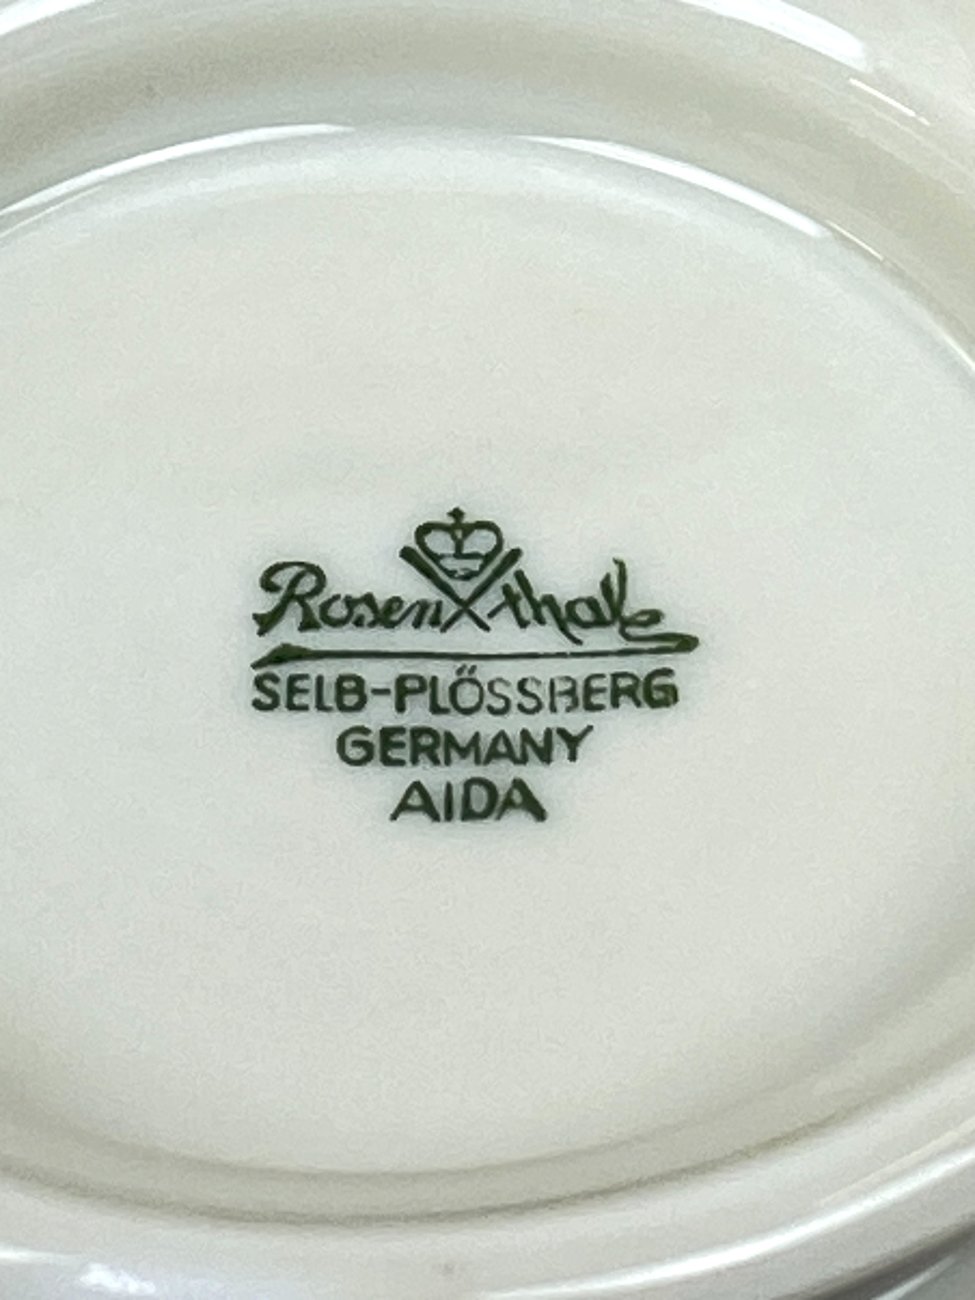 Rosenthal
SELB-PLÖSSBERG
GERMANY
AIDA